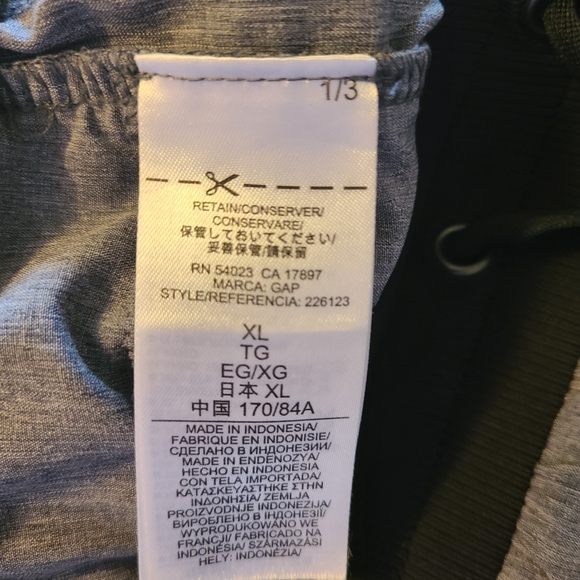 1/3
RETAIN/CONSERVER/
CONSERVARE/
保管しておいてください/
妥善保管/請保留
RN 54023 CA 17897
MARCA: GAP
STYLE/REFERENCIA: 226123
XL
TG
EG/XG
日本 XL
中国 170/84A
MADE IN INDONESIA/
FABRIQUE EN INDONISIE/
СДЕЛАНО В ИНДОНЕЗИИ/
MADE IN ENDENOZYA/
HECHO EN INDONESIA
CON TELA IMPORTADA/
ΚΑΤΑΣΚΕΥΑΣΤΗΚΕ ΣΤΗΝ
ΙΝΔΟΝΗΣΙΑ/ ZEMLJA
PROIZVODNJE INDONEZIJA/
ВИРОБЛЕНО В ІНДОНЕЗІЇ/
WYPRODUKOWANO WE
FRANCJI/ FABRICADO NA
INDONÉSIA/ SZÁRMAZÁSI
HELY: INDONÉZIA/